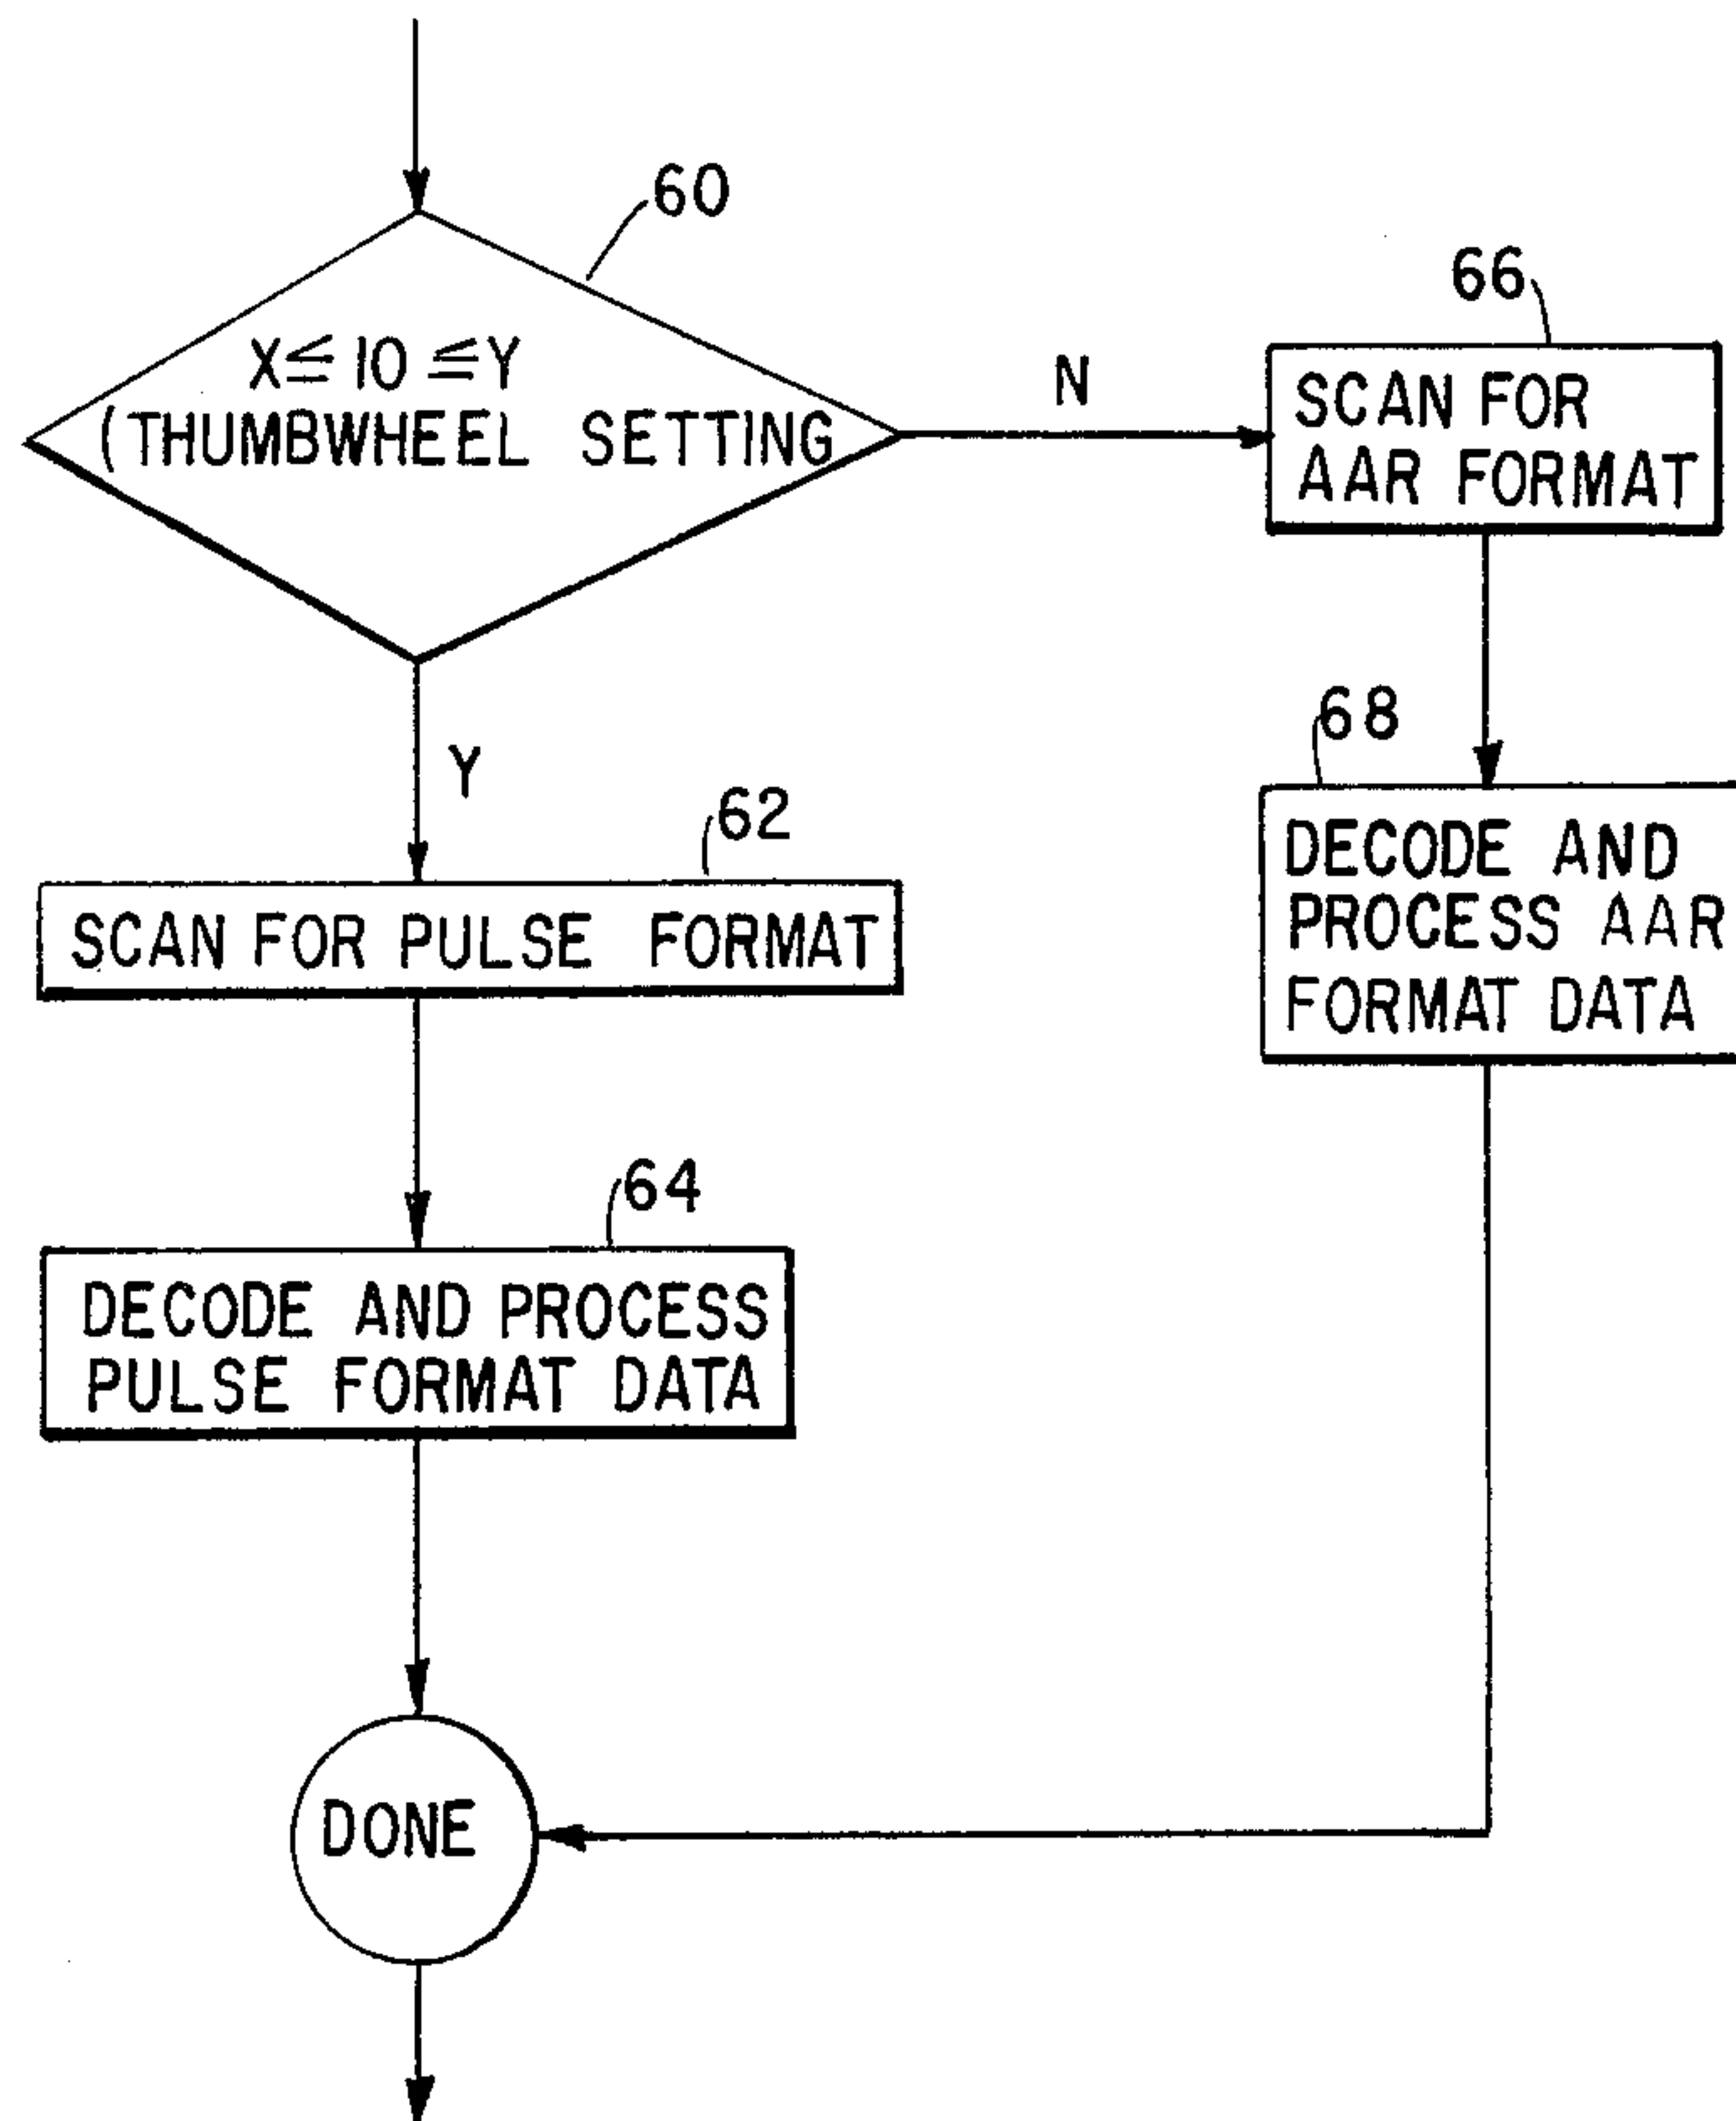 60
X≦10≦Y
(THUMBWHEEL SETTING
N
66
SCAN FOR
AAR FORMAT
Y
62
SCAN FOR PULSE FORMAT
68
DECODE AND
PROCESS AAR
FORMAT DATA
64
DECODE AND PROCESS
PULSE FORMAT DATA
DONE